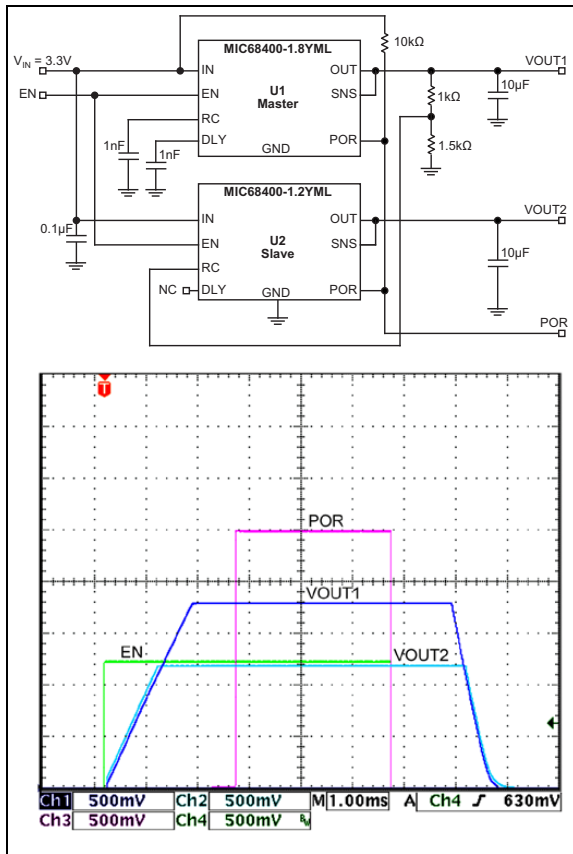 MIC68400-1.8YML
10kΩ
VIN = 3.3V
IN
OUT
VOUT1
EN
EN
U1
SNS
10µF
Master
1kΩ
RC
1nF
DLY
POR
1nF
GND
1.5kΩ
MIC68400-1.2YML
IN
OUT
VOUT2
0.1µF
EN
U2
SNS
Slave
RC
10µF
NC
DLY
GND
POR
POR
T
POR
VOUT1
EN
VOUT2
Ch1 500mV Ch2 500mV M 1.00ms A Ch4 630mV
Ch3 500mV Ch4 500mV BW